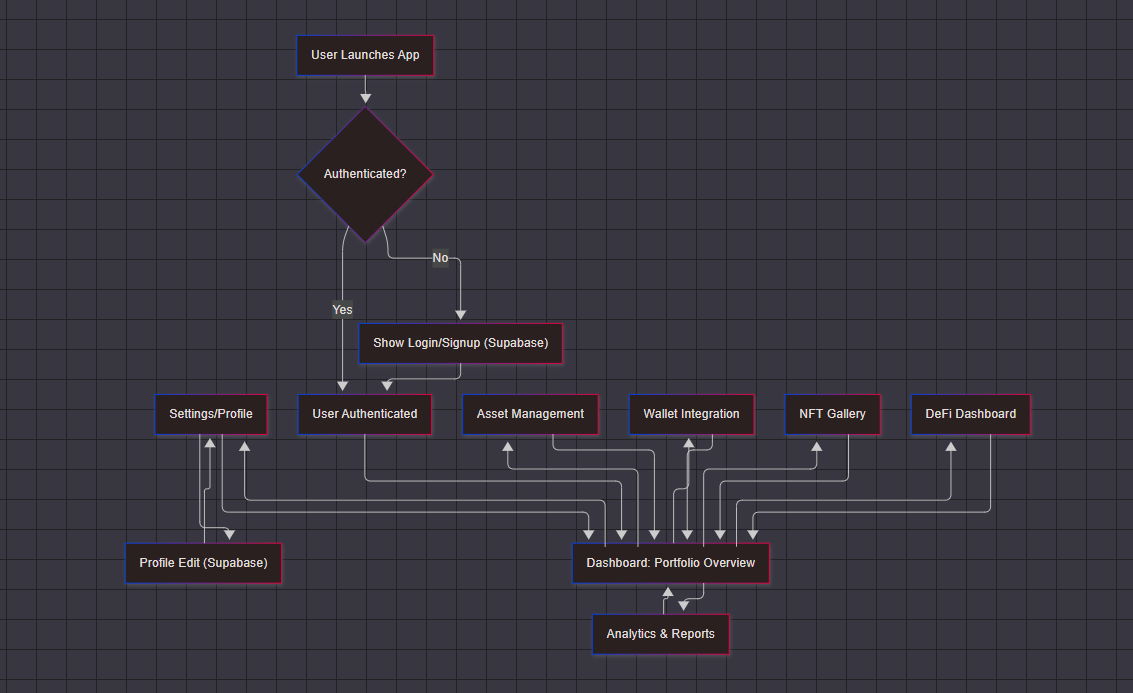 User Launches App
Authenticated?
No
Yes
Show Login/Signup (Supabase)
Settings/Profile
User Authenticated
Asset Management
Wallet Integration
NFT Gallery
DeFi Dashboard
Profile Edit (Supabase)
Dashboard: Portfolio Overview
Analytics & Reports